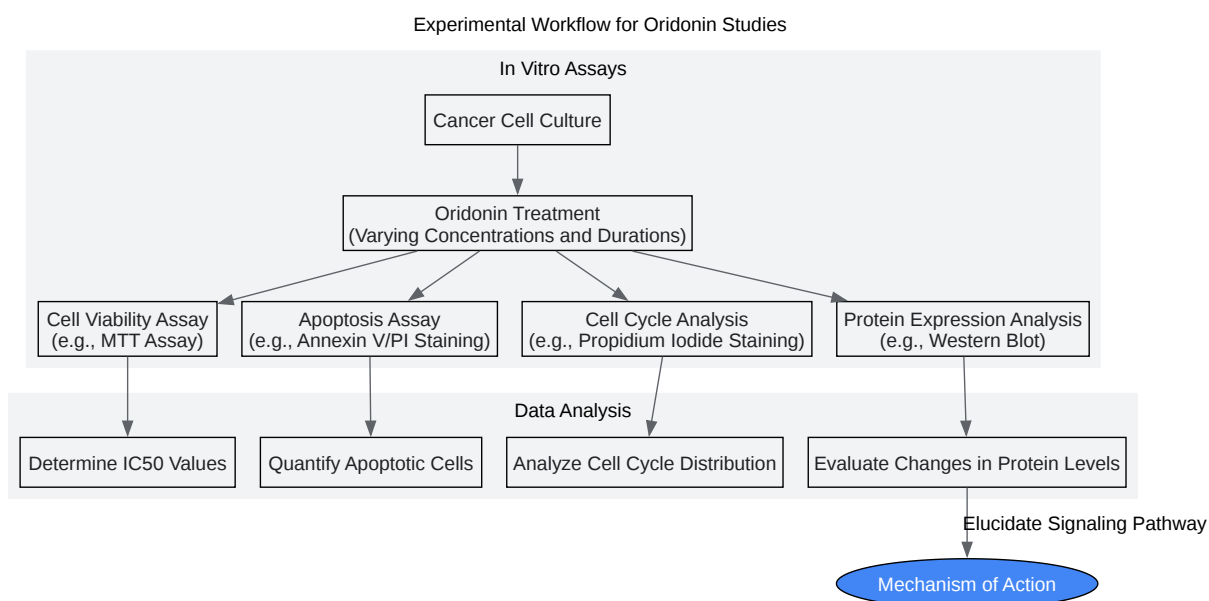 Experimental Workflow for Oridonin Studies
In Vitro Assays
Cancer Cell Culture
Oridonin Treatment
(Varying Concentrations and Durations)
Cell Viability Assay
(e.g., MTT Assay)
Apoptosis Assay
(e.g., Annexin V/PI Staining)
Cell Cycle Analysis
(e.g., Propidium Iodide Staining)
Protein Expression Analysis
(e.g., Western Blot)
Data Analysis
Determine IC50 Values
Quantify Apoptotic Cells
Analyze Cell Cycle Distribution
Evaluate Changes in Protein Levels
Elucidate Signaling Pathway
Mechanism of Action